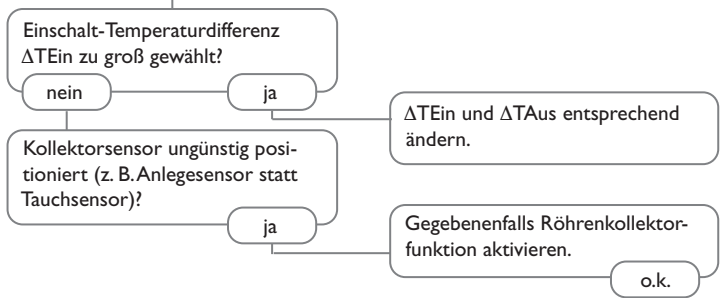 Einschalt-Temperaturdifferenz
ΔTEin zu groß gewählt?
nein
ja
ΔTEin und ΔTAus entsprechend
ändern.
Kollektorsensor ungünstig posi-
tioniert (z. B. Anlegesensor statt
Tauchsensor)?
ja
Gegebenenfalls Röhrenkollektor-
funktion aktivieren.
o.k.